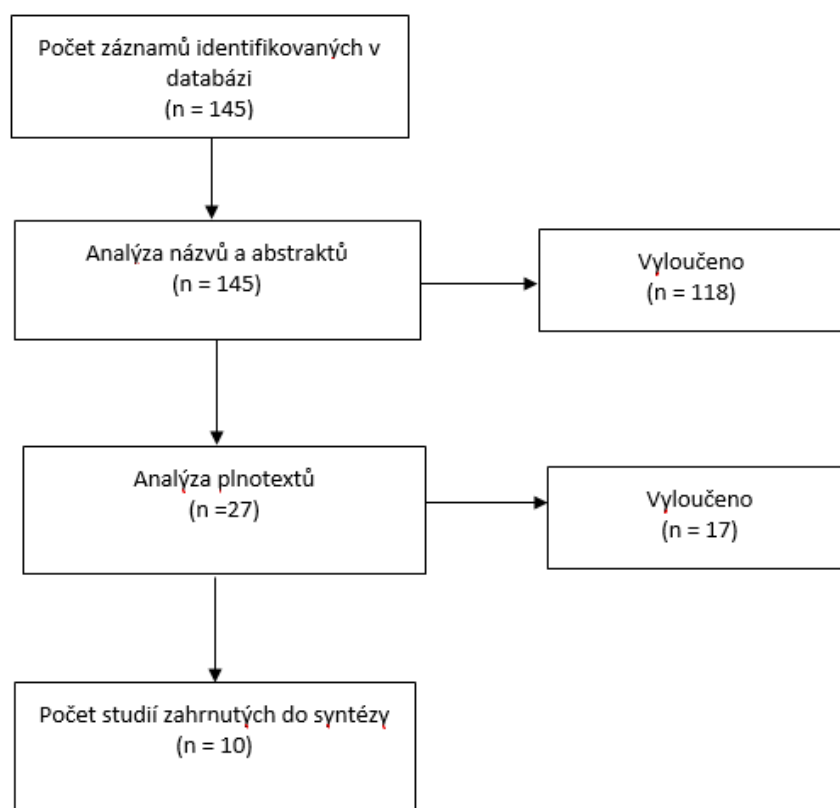 Počet záznamů identifikovaných v
databázi
(n = 145)
Analýza názvů a abstraktů
(n = 145)
Vyloučeno
(n = 118)
Analýza plnotextů
(n =27)
Vyloučeno
(n = 17)
Počet studií zahrnutých do syntézy
(n = 10)